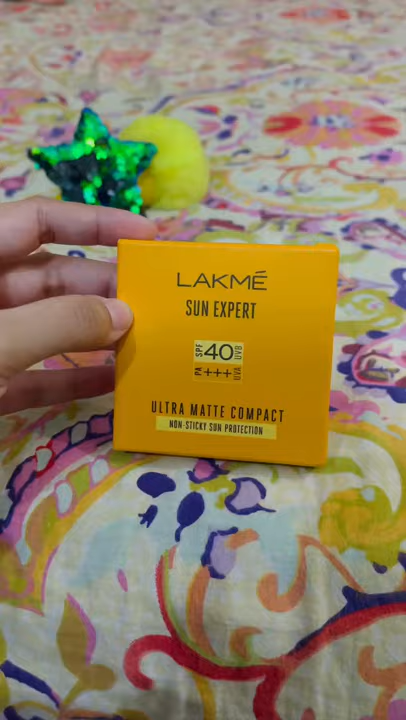 LAKMÉ
SUN EXPERT
SPF 40 UVB
PA +++ UVA
ULTRA MATTE COMPACT
NON-STICKY SUN PROTECTION